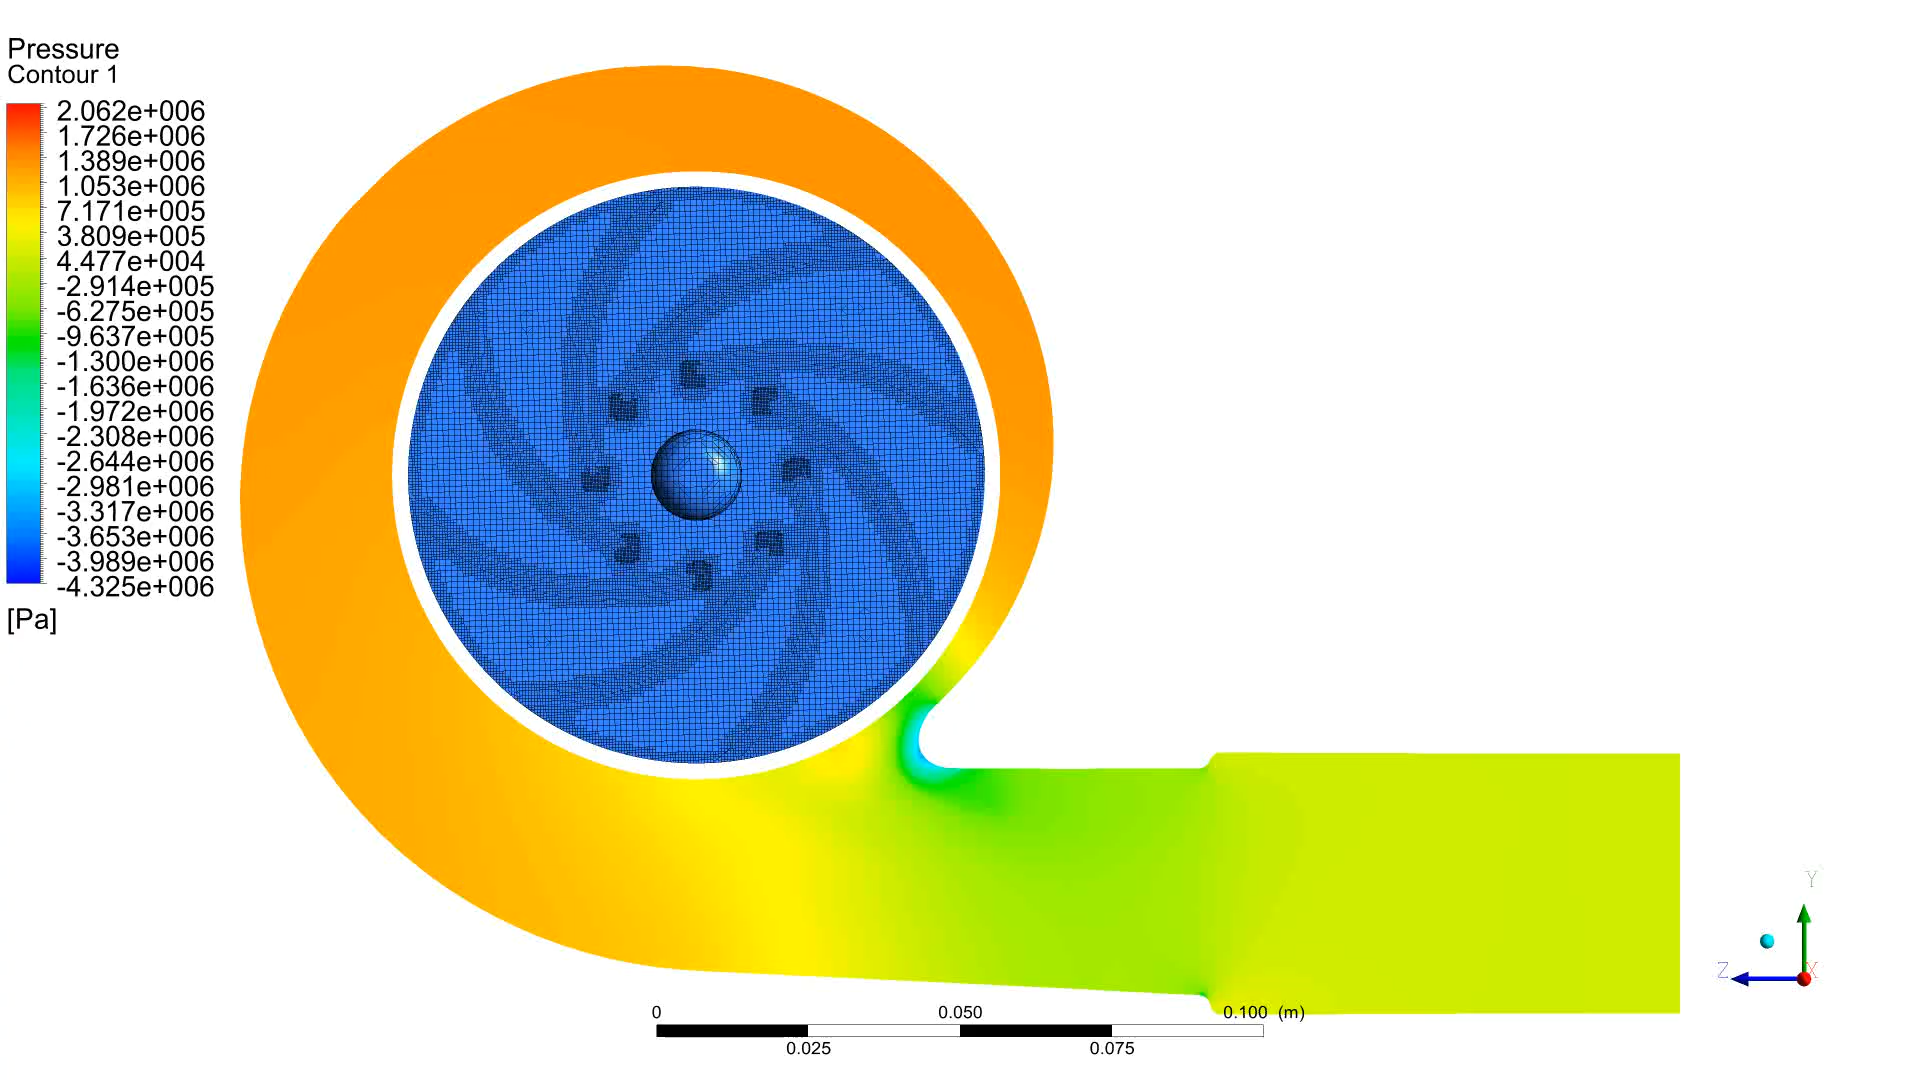 Pressure
Contour 1
2.062e+006
1.726e+006
1.389e+006
1.053e+006
7.171e+005
3.809e+005
4.477e+004
-2.914e+005
-6.275e+005
-9.637e+005
-1.300e+006
-1.636e+006
-1.972e+006
-2.308e+006
-2.644e+006
-2.981e+006
-3.317e+006
-3.653e+006
-3.989e+006
-4.325e+006
[Pa]
Y
Z X
0 0.050 0.100 (m)
0.025 0.075